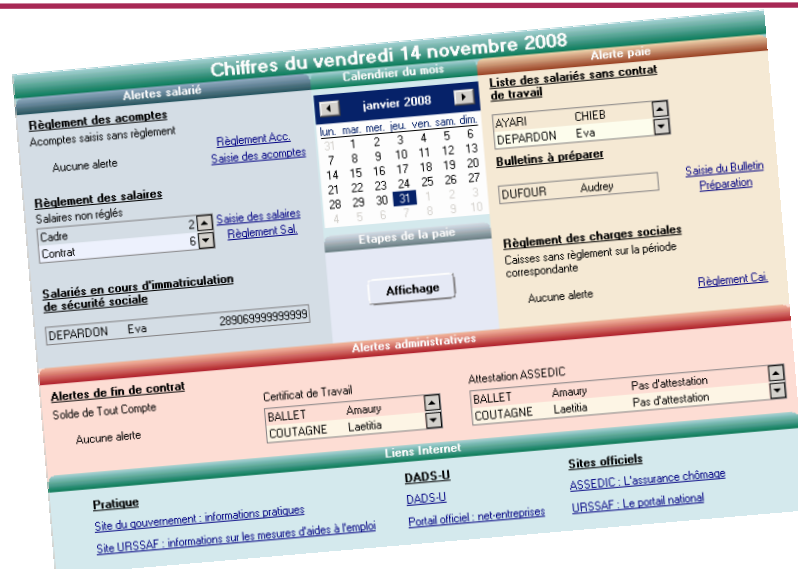 Chiffres du vendredi 14 novembre 2008
Alertes salarié
Règlement des acomptes
Acomptes saisis sans règlement
Aucune alerte
Règlement Acc.
Saisie des acomptes
Règlement des salaires
Salaires non réglés
Cadre 2
Contrat 6
Saisie des salaires
Règlement Sal.
Salariés en cours d'immatriculation
de sécurité sociale
DEPARDON Eva 289069999999999
Calendrier du mois
janvier 2008
lun. mar. mer. jeu. ven. sam. dim.
31 1 2 3 4 5 6
7 8 9 10 11 12 13
14 15 16 17 18 19 20
21 22 23 24 25 26 27
28 29 30 31 1 2 3
4 5 6 7 8 9 10
Etapes de la paie
Affichage
Alerte paie
Liste des salariés sans contrat
de travail
AYARI CHIEB
DEPARDON Eva
Bulletins à préparer
DUFOUR Audrey
Saisie du Bulletin
Préparation
Règlement des charges sociales
Caisses sans règlement sur la période
correspondante
Aucune alerte
Règlement Cai.
Alertes administratives
Alertes de fin de contrat
Solde de Tout Compte
Aucune alerte
Certificat de Travail
BALLET Amaury
COUTAGNE Laetitia
Attestation ASSEDIC
BALLET Amaury Pas d'attestation
COUTAGNE Laetitia Pas d'attestation
Liens Internet
Pratique
Site du gouvernement : informations pratiques
Site URSSAF : informations sur les mesures d'aides à l'emploi
DADS-U
DADS-U
Portail officiel : net-entreprises
Sites officiels
ASSEDIC : L'assurance chômage
URSSAF : Le portail national